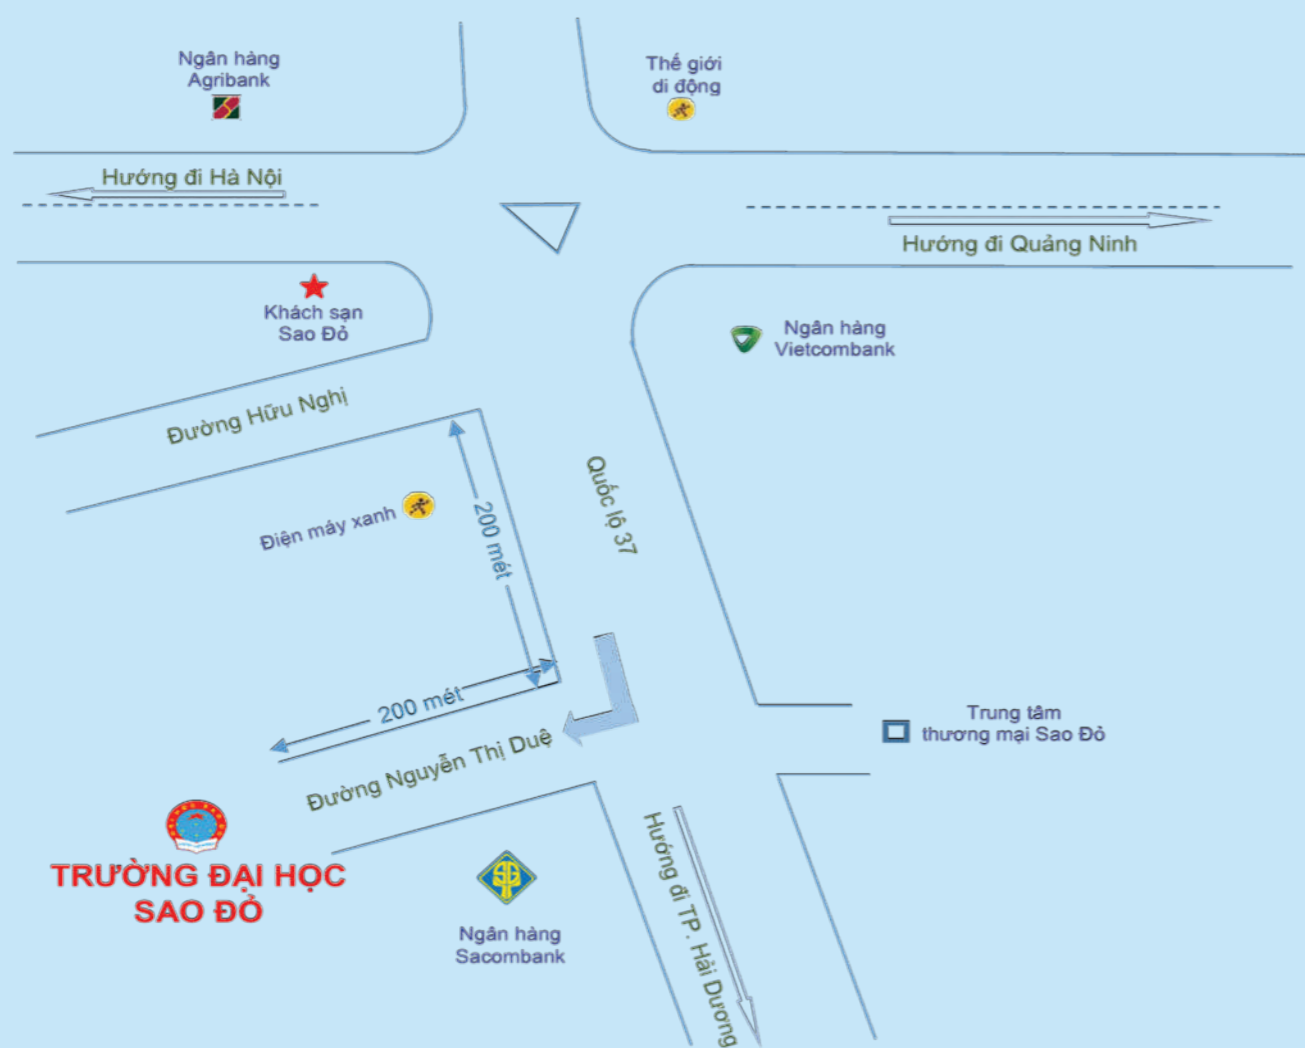 Ngân hàng
Agribank
Thế giới
di động
Hướng đi Hà Nội
Hướng đi Quảng Ninh
Khách sạn
Sao Đỏ
Ngân hàng
Vietcombank
Đường Hữu Nghị
Quốc lộ 37
Điện máy xanh
200 mét
200 mét
Đường Nguyễn Thị Duệ
Trung tâm
thương mại Sao Đỏ
TRƯỜNG ĐẠI HỌC
SAO ĐỎ
Ngân hàng
Sacombank
Hướng đi TP. Hải Dương